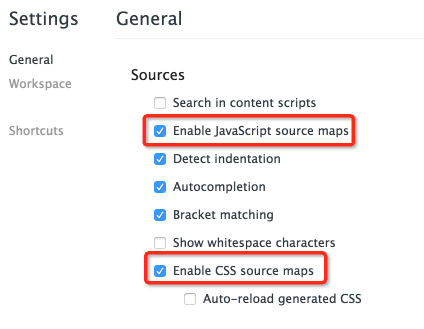 Settings
General
General
Workspace
Shortcuts
Sources
Search in content scripts
Enable JavaScript source maps
Detect indentation
Autocompletion
Bracket matching
Show whitespace characters
Enable CSS source maps
Auto-reload generated CSS